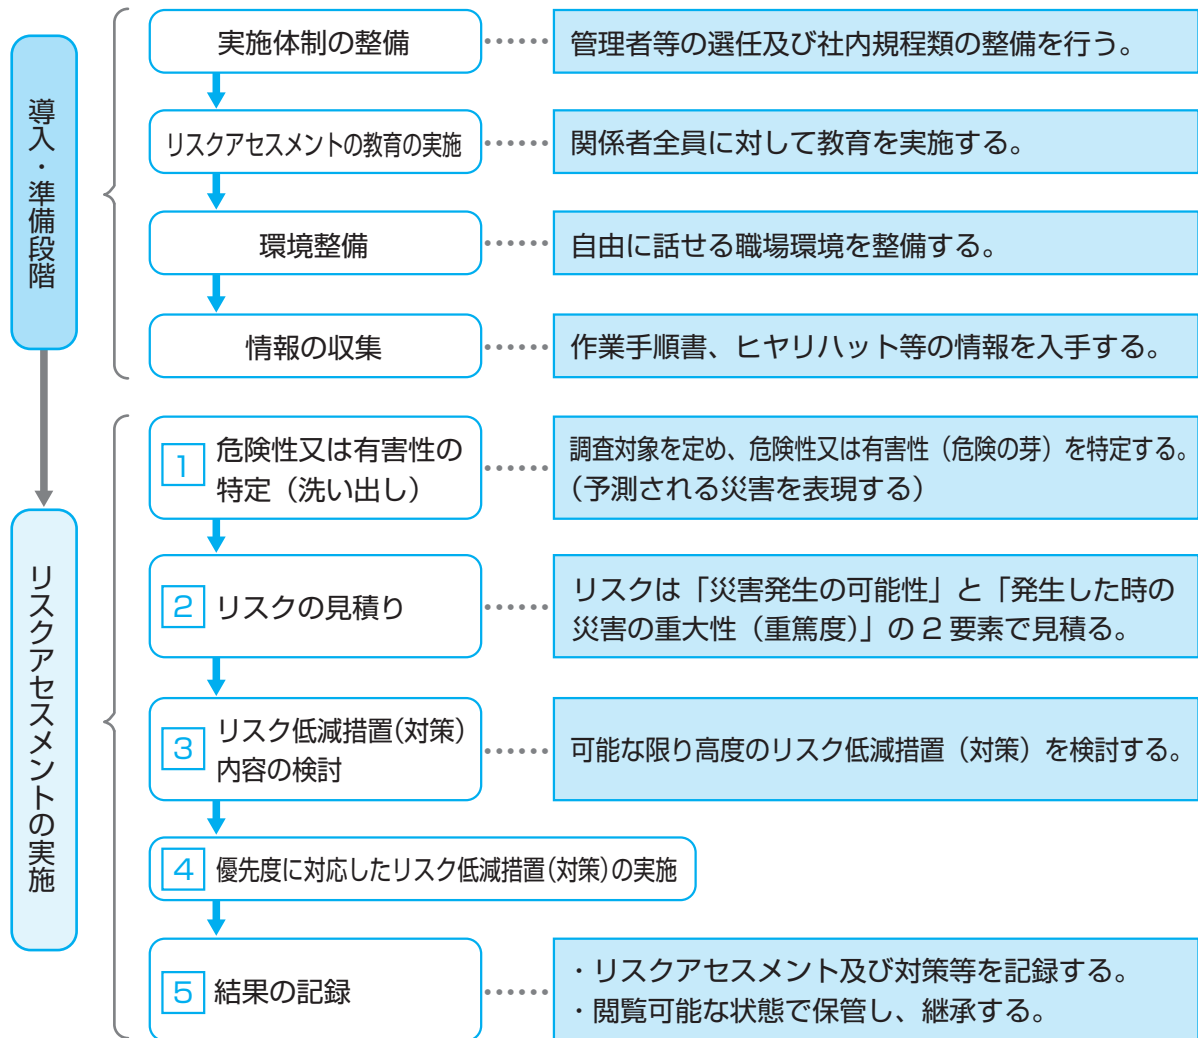 導入・準備段階
実施体制の整備
管理者等の選任及び社内規程類の整備を行う。
リスクアセスメントの教育の実施
関係者全員に対して教育を実施する。
環境整備
自由に話せる職場環境を整備する。
情報の収集
作業手順書、ヒヤリハット等の情報を入手する。
リスクアセスメントの実施
1
危険性又は有害性の
特定（洗い出し）
調査対象を定め、危険性又は有害性（危険の芽）を特定する。
（予測される災害を表現する）
2
リスクの見積り
リスクは「災害発生の可能性」と「発生した時の
災害の重大性（重篤度）」の 2 要素で見積る。
3
リスク低減措置（対策）
内容の検討
可能な限り高度のリスク低減措置（対策）を検討する。
4
優先度に対応したリスク低減措置（対策）の実施
5
結果の記録
・リスクアセスメント及び対策等を記録する。
・閲覧可能な状態で保管し、継承する。